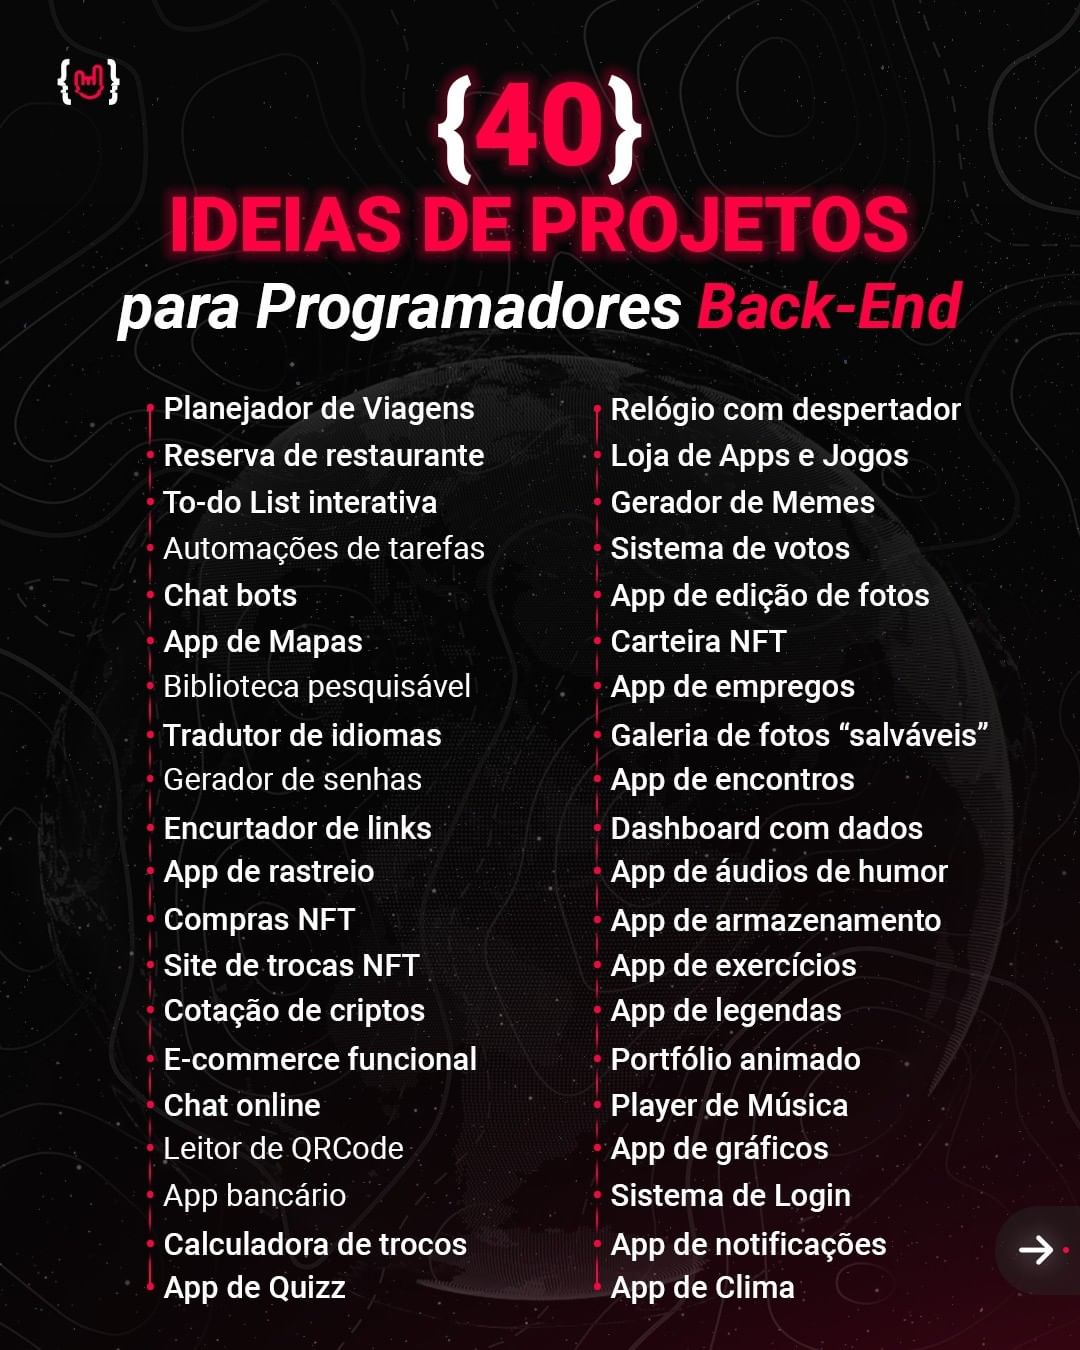 {40}
IDEIAS DE PROJETOS
para Programadores Back-End
Planejador de Viagens
Reserva de restaurante
To-do List interativa
Automações de tarefas
Chat bots
App de Mapas
Biblioteca pesquisável
Tradutor de idiomas
Gerador de senhas
Encurtador de links
App de rastreio
Compras NFT
Site de trocas NFT
Cotação de criptos
E-commerce funcional
Chat online
Leitor de QRCode
App bancário
Calculadora de trocos
App de Quizz
Relógio com despertador
Loja de Apps e Jogos
Gerador de Memes
Sistema de votos
App de edição de fotos
Carteira NFT
App de empregos
Galeria de fotos “salváveis”
App de encontros
Dashboard com dados
App de áudios de humor
App de armazenamento
App de exercícios
App de legendas
Portfólio animado
Player de Música
App de gráficos
Sistema de Login
App de notificações
App de Clima